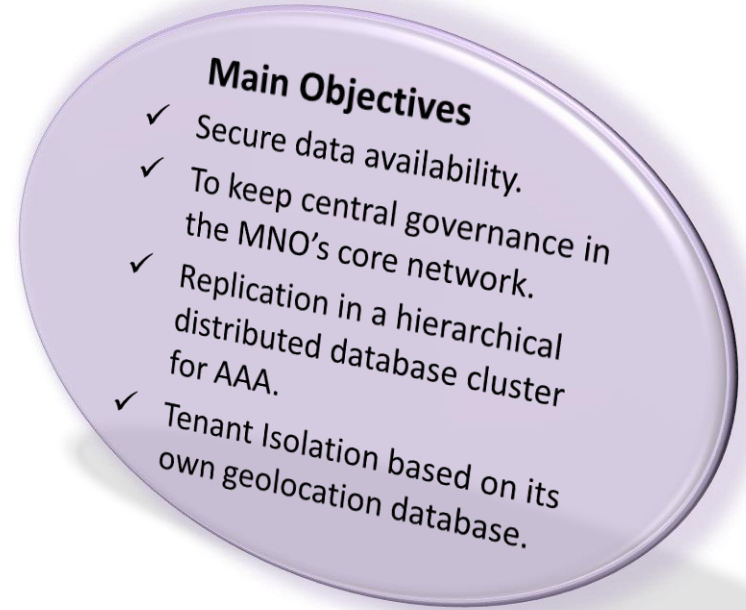 Main Objectives
✓ Secure data availability.
✓ To keep central governance in
the MNO's core network.
✓ Replication in a hierarchical
distributed database cluster
for AAA.
✓ Tenant Isolation based on its
own geolocation database.